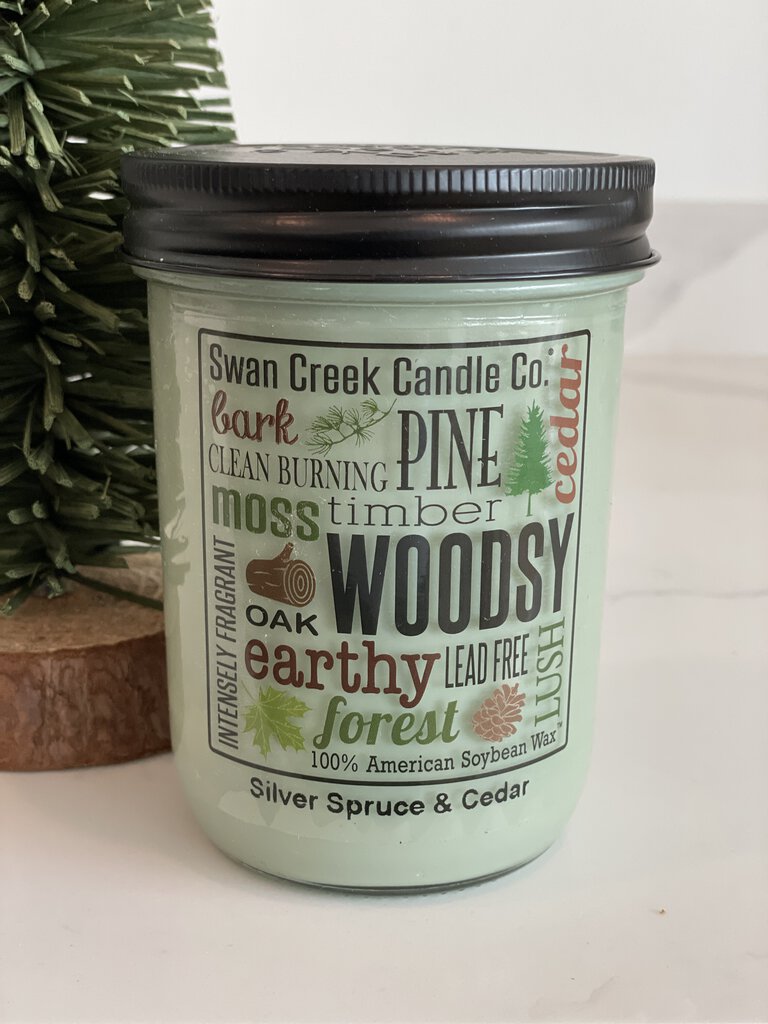 Swan Creek Candle Co.
bark
PINE
cedar
CLEAN BURNING
moss
timber
WOODSY
INTENSELY FRAGRANT
OAK
earthy
LEAD FREE
LUSH
forest
100% American Soybean Wax™
Silver Spruce & Cedar